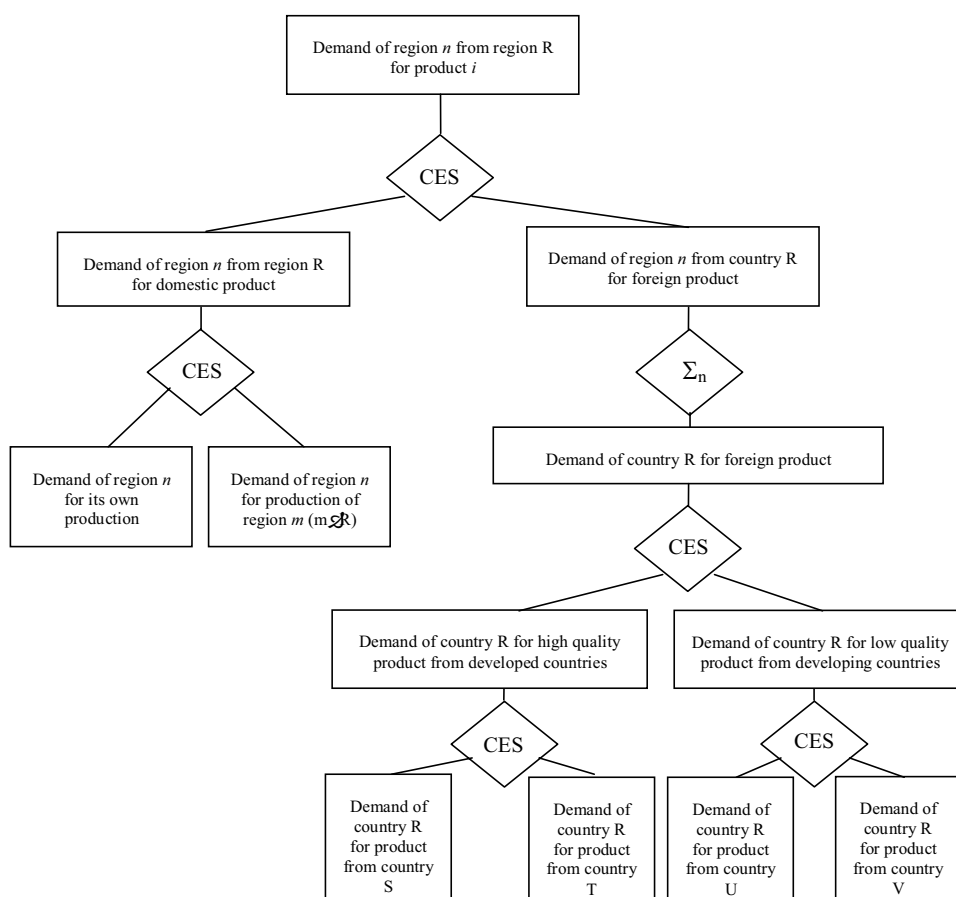 Demand of region n from region R
for product i
CES
Demand of region n from region R
for domestic product
Demand of region n from country R
for foreign product
CES
Σn
Demand of region n
for its own
production
Demand of region n
for production of
region m (m R)
Demand of country R for foreign product
CES
Demand of country R for high quality
product from developed countries
Demand of country R for low quality
product from developing countries
CES
CES
Demand of
country R
for product
from country
S
Demand of
country R
for product
from country
T
Demand of
country R
for product
from country
U
Demand of
country R
for product
from country
V